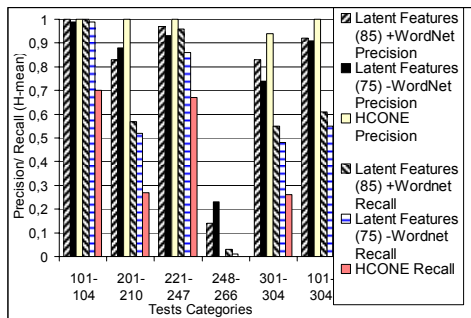 Precision/ Recall (H-mean)
1
0,9
0,8
0,7
0,6
0,5
0,4
0,3
0,2
0,1
0
101-
104
201-
210
221-
247
248-
266
301-
304
101-
304
Tests Categories
Latent Features
(85) +WordNet
Precision
Latent Features
(75) -WordNet
Precision
HCONE
Precision
Latent Features
(85) +Wordnet
Recall
Latent Features
(75) -Wordnet
Recall
HCONE Recall